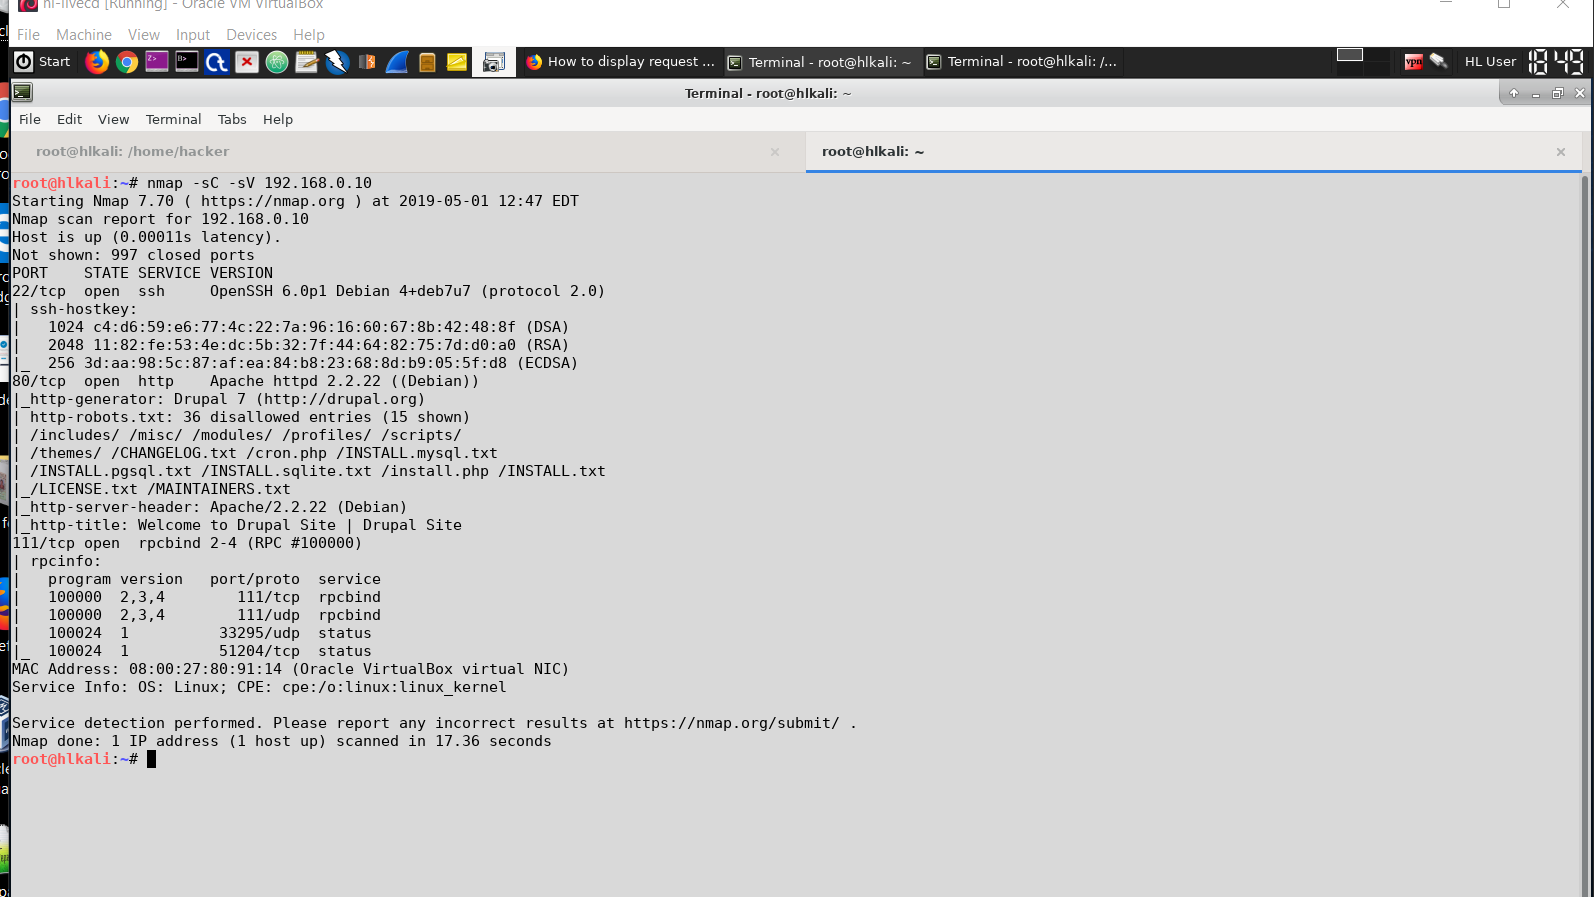 hl-livecd [Running] - Oracle VM VirtualBox
File Machine View Input Devices Help
Start How to display request ... Terminal - root@hlkali: ~ Terminal - root@hlkali: /... vpn HL User 18 49
Terminal - root@hlkali: ~
File Edit View Terminal Tabs Help
root@hlkali: /home/hacker root@hlkali: ~
root@hlkali:~# nmap -sC -sV 192.168.0.10
Starting Nmap 7.70 ( https://nmap.org ) at 2019-05-01 12:47 EDT
Nmap scan report for 192.168.0.10
Host is up (0.00011s latency).
Not shown: 997 closed ports
PORT    STATE SERVICE VERSION
22/tcp  open  ssh     OpenSSH 6.0p1 Debian 4+deb7u7 (protocol 2.0)
| ssh-hostkey:
|   1024 c4:d6:59:e6:77:4c:22:7a:96:16:60:67:8b:42:48:8f (DSA)
|   2048 11:82:fe:53:4e:dc:5b:32:7f:44:64:82:75:7d:d0:a0 (RSA)
|_  256 3d:aa:98:5c:87:af:ea:84:b8:23:68:8d:b9:05:5f:d8 (ECDSA)
80/tcp  open  http    Apache httpd 2.2.22 ((Debian))
|_http-generator: Drupal 7 (http://drupal.org)
| http-robots.txt: 36 disallowed entries (15 shown)
| /includes/ /misc/ /modules/ /profiles/ /scripts/
| /themes/ /CHANGELOG.txt /cron.php /INSTALL.mysql.txt
| /INSTALL.pgsql.txt /INSTALL.sqlite.txt /install.php /INSTALL.txt
|_/LICENSE.txt /MAINTAINERS.txt
|_http-server-header: Apache/2.2.22 (Debian)
|_http-title: Welcome to Drupal Site | Drupal Site
111/tcp open  rpcbind 2-4 (RPC #100000)
| rpcinfo:
|   program version   port/proto  service
|   100000  2,3,4        111/tcp  rpcbind
|   100000  2,3,4        111/udp  rpcbind
|   100024  1          33295/udp  status
|_  100024  1          51204/tcp  status
MAC Address: 08:00:27:80:91:14 (Oracle VirtualBox virtual NIC)
Service Info: OS: Linux; CPE: cpe:/o:linux:linux_kernel
Service detection performed. Please report any incorrect results at https://nmap.org/submit/ .
Nmap done: 1 IP address (1 host up) scanned in 17.36 seconds
root@hlkali:~#